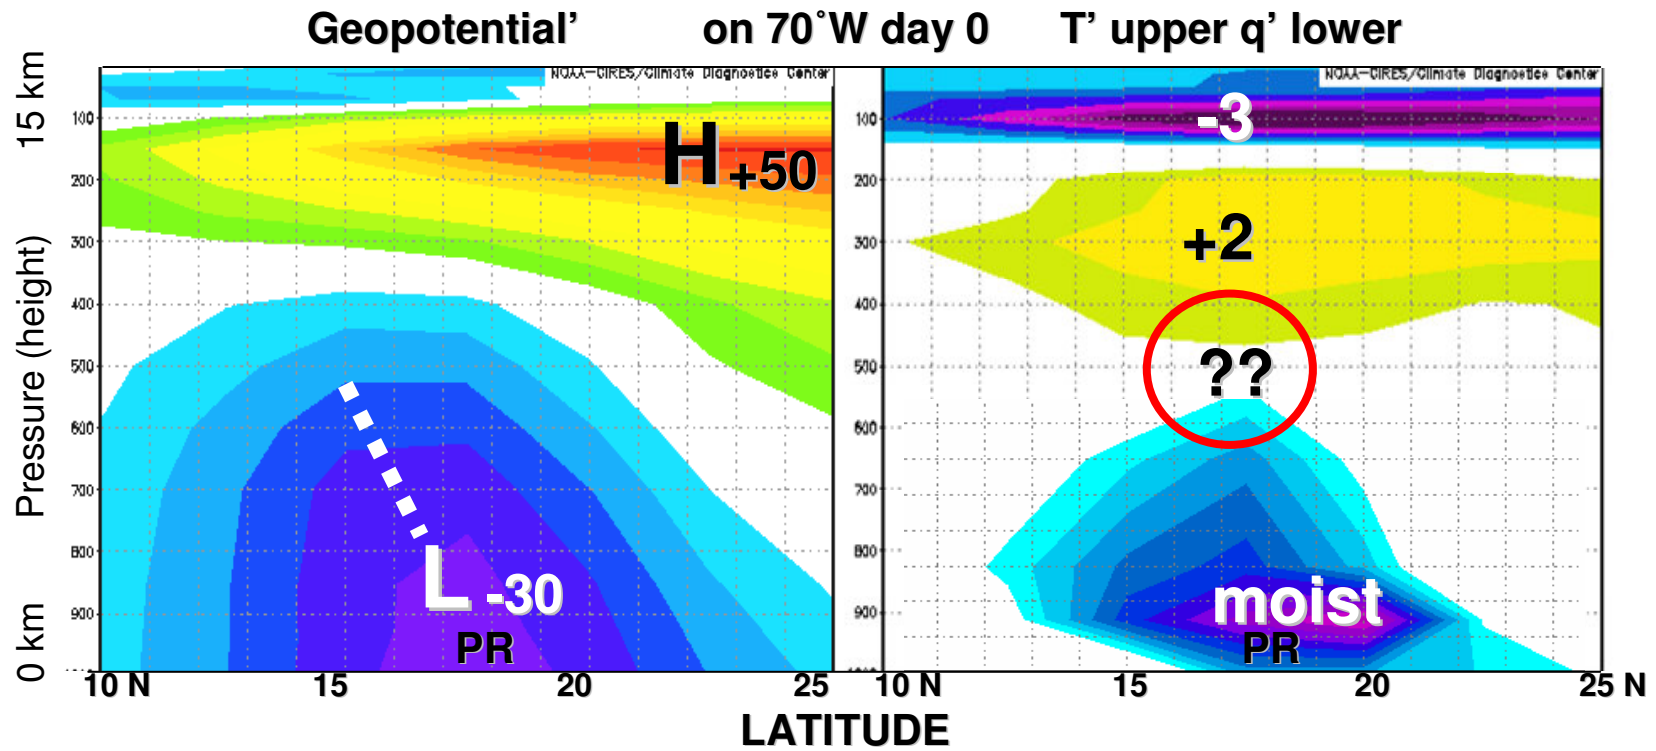 Geopotential’ on 70˚W day 0 T’ upper q’ lower
NOAA-CIRES/Climate Diagnostics Center
NOAA-CIRES/Climate Diagnostics Center
15 km
Pressure (height)
0 km
100
200
300
400
500
600
700
800
900
H +50
L -30
PR
10 N 15 20 25
100
200
300
400
500
600
700
800
900
-3
+2
??
moist
PR
10 N 15 20 25 N
LATITUDE